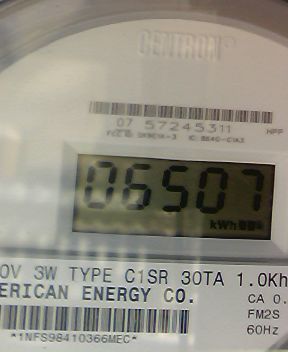 CENTRON®
07 57245311
HPP
06507
kWh
0V 3W TYPE C1SR 30TA 1.0Kh
ERICAN ENERGY CO.
CA 0.
FM2S
*1NFS98410366MEC*
60Hz